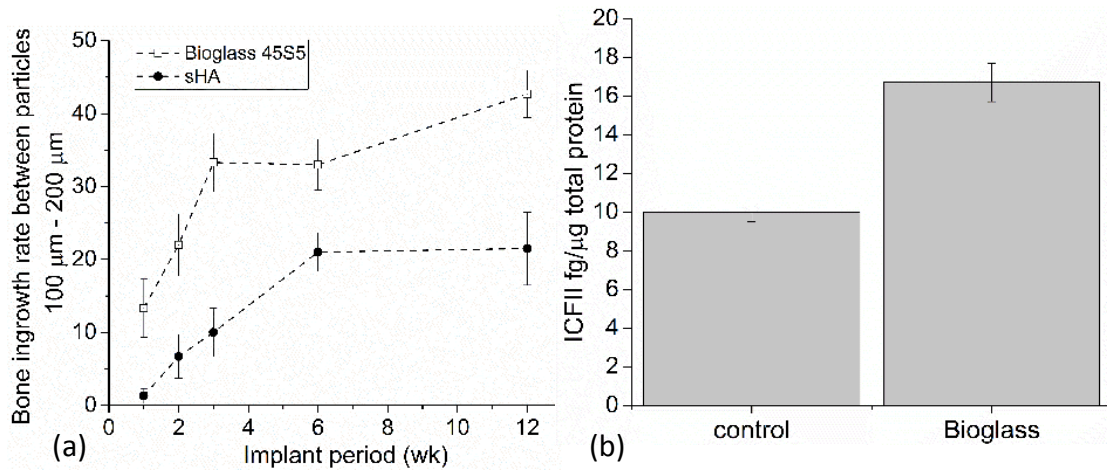 Bone ingrowth rate between particles
100 μm - 200 μm
50
40
30
20
10
0
Bioglass 45S5
sHA
0 2 4 6 8 10 12
(a) Implant period (wk)
ICFII fg/μg total protein
20
18
16
14
12
10
8
6
4
2
0
control Bioglass
(b)